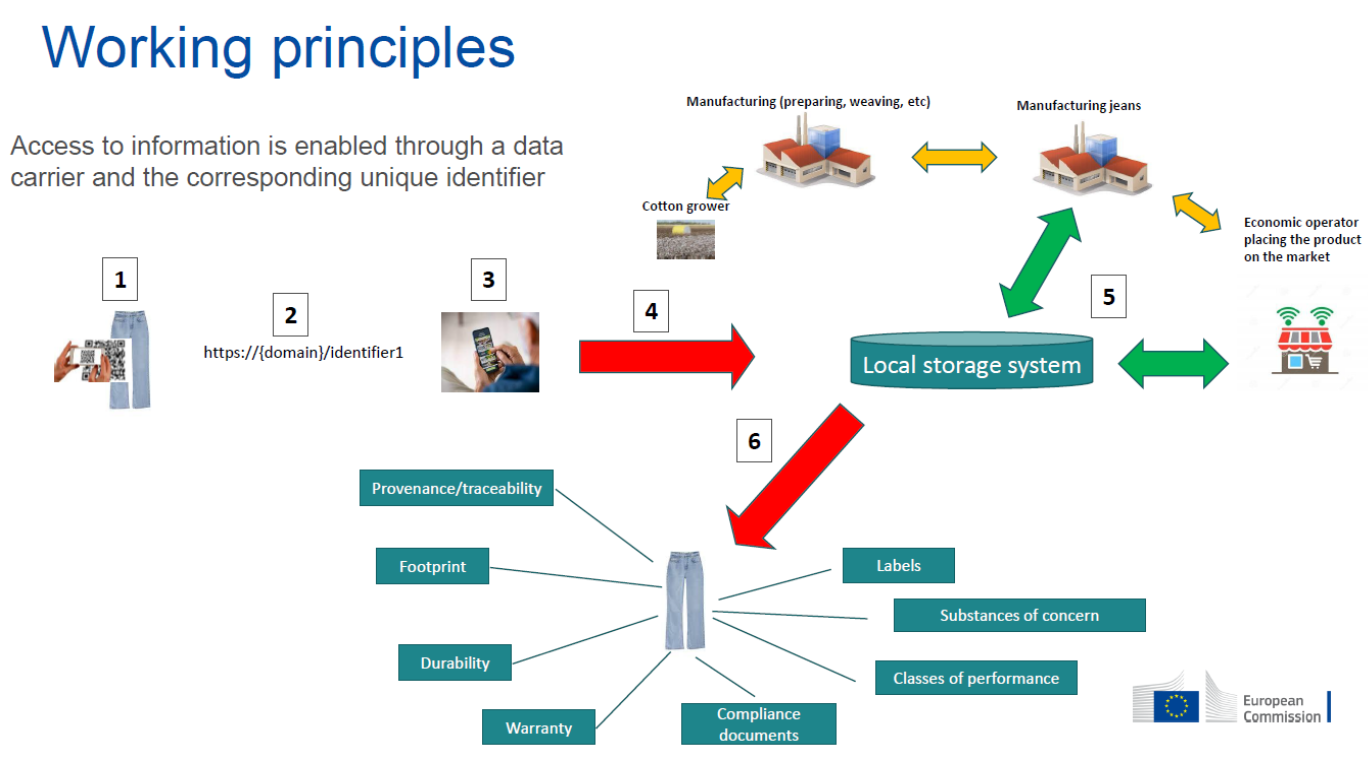 Working principles
Access to information is enabled through a data
carrier and the corresponding unique identifier
Manufacturing (preparing, weaving, etc)
Manufacturing jeans
Cotton grower
Economic operator
placing the product
on the market
1
2
https://{domain}/identifier1
3
4
5
Local storage system
6
Provenance/traceability
Footprint
Durability
Warranty
Compliance
documents
Labels
Substances of concern
Classes of performance
European
Commission